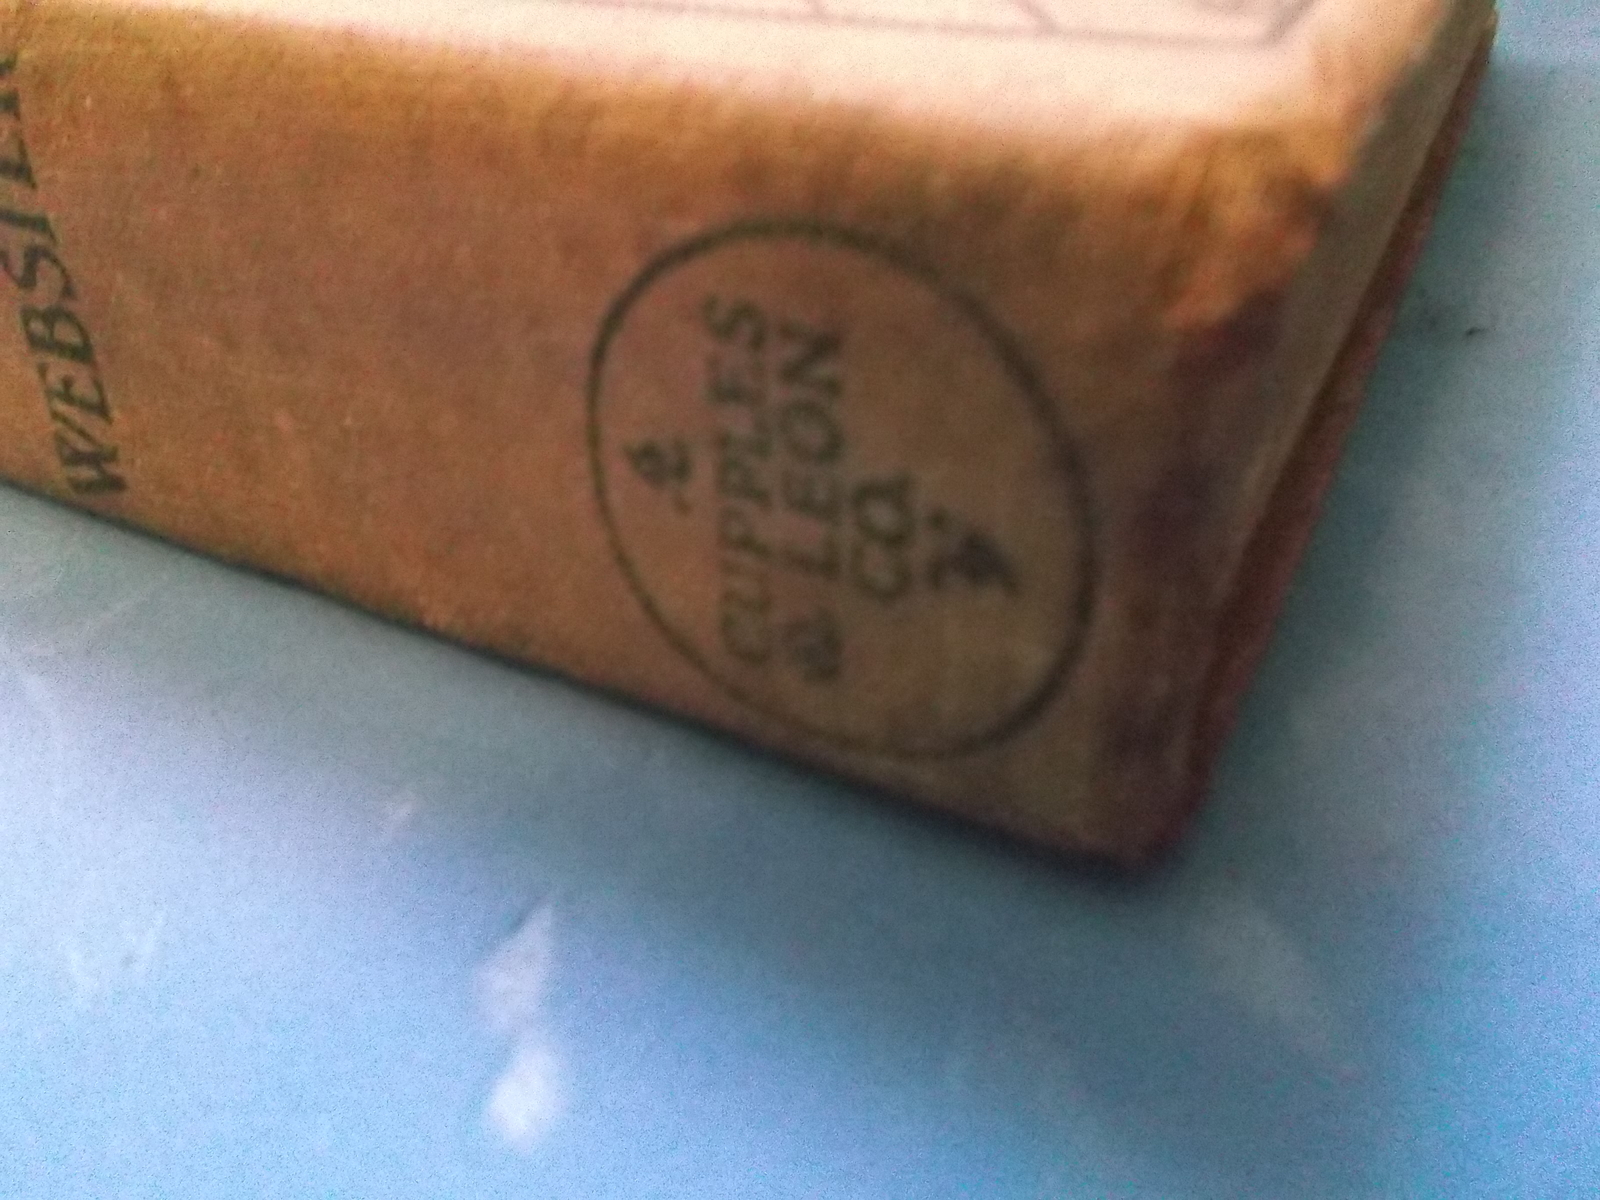 WEBSTER
CUPPLES
& LEON
CO.